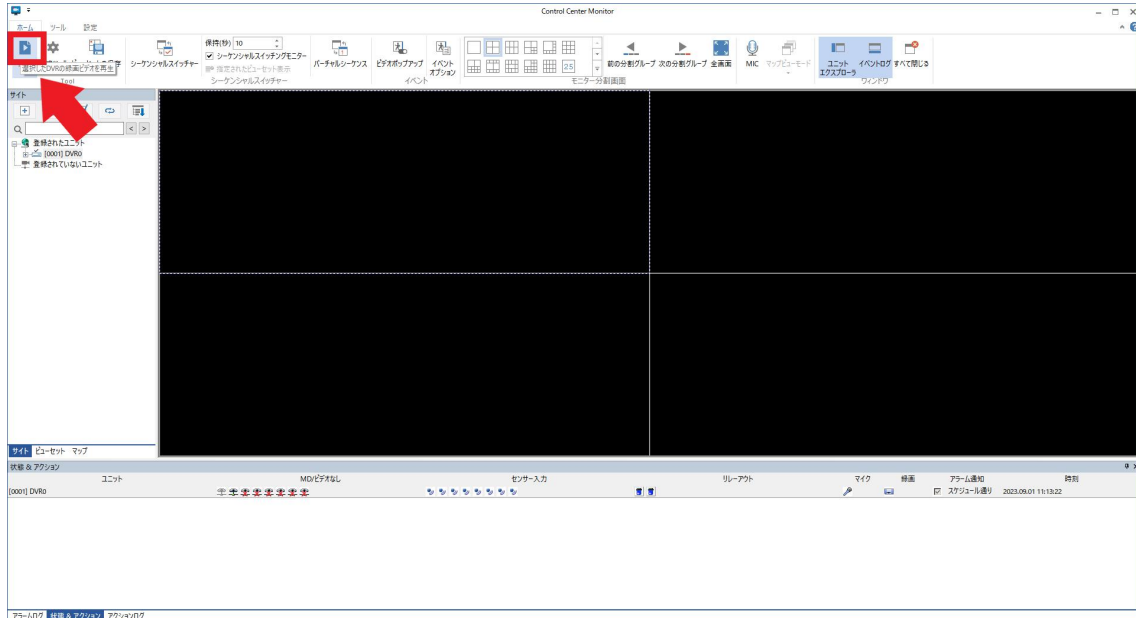 Control Center Monitor
ホーム ツール 設定
保持(秒) 10
シーケンシャルスイッチングモニター
指定されたビューセット表示
シーケンシャルスイッチャー
選択したDVRの録画ビデオを再生
Tool
シーケンシャルスイッチャー
パーチャルシーケンス
ビデオポップアップ
イベント
オプション
イベント
25
前の分割グループ 次の分割グループ 全画面
モニター分割画面
MIC マップビューモード
ユニット
エクスプローラ
イベントログ すべて閉じる
ウィンドウ
サイト
登録されたユニット
[0001] DVR0
登録されていないユニット
サイト ビューセット マップ
状態 & アクション
ユニット MD/ビデオなし センサー入力 リレーアウト マイク 録画 アラーム通知 時刻
[0001] DVR0 スケジュール通り 2023.09.01 11:13:22
アラームログ 状態 & アクション アクションログ